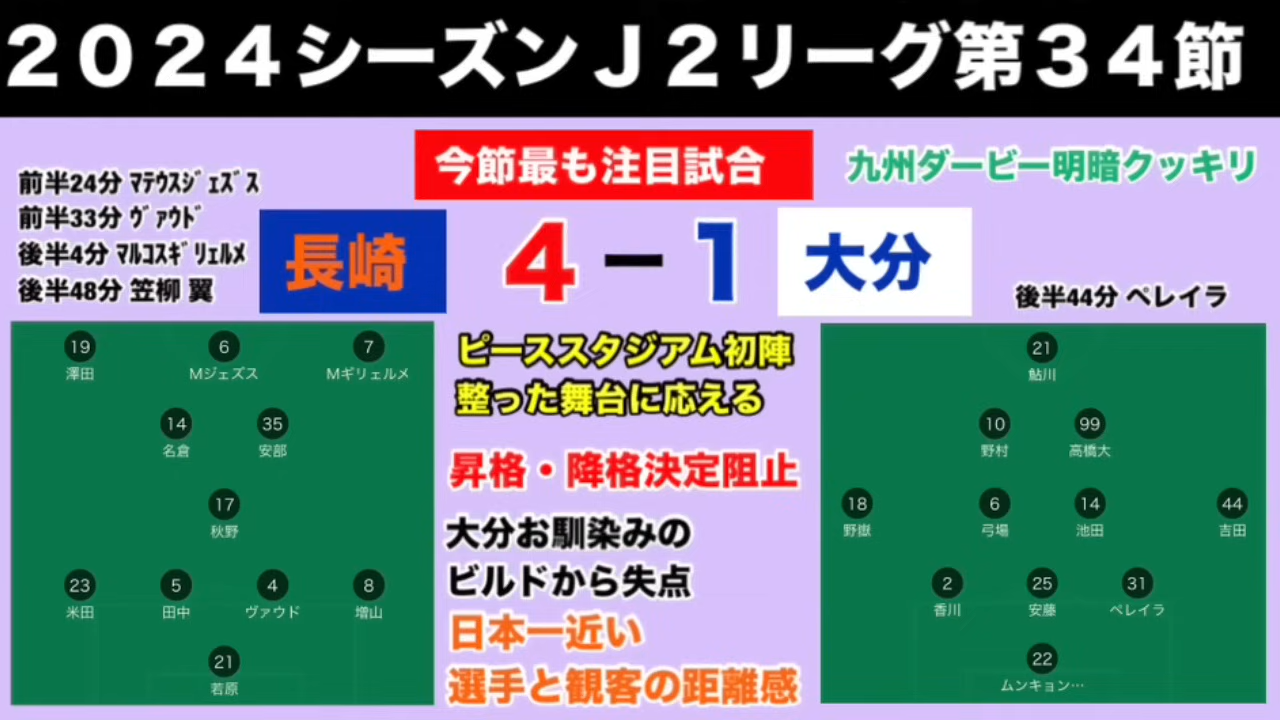 ２０２４シーズンＪ２リーグ第３４節
今節最も注目試合
九州ダービー明暗クッキリ
前半24分 ﾏﾃｳｽｼﾞｪｽﾞｽ
前半33分 ｳﾞｧｳﾄﾞ
後半4分 ﾏﾙｺｽｷﾞﾘｪﾙﾒ
後半48分 笠柳 翼
長崎
4 ー 1
大分
後半44分 ペレイラ
19 6 7
澤田 Mジェズス Mギリェルメ
14 35
名倉 安部
17
秋野
23 5 4 8
米田 田中 ヴァウド 増山
21
若原
ピーススタジアム初陣
整った舞台に応える
昇格・降格決定阻止
大分お馴染みの
ビルドから失点
日本一近い
選手と観客の距離感
21
鮎川
10 99
野村 高橋大
18 6 14 44
野嶽 弓場 池田 吉田
2 25 31
香川 安藤 ペレイラ
22
ムンキョン…